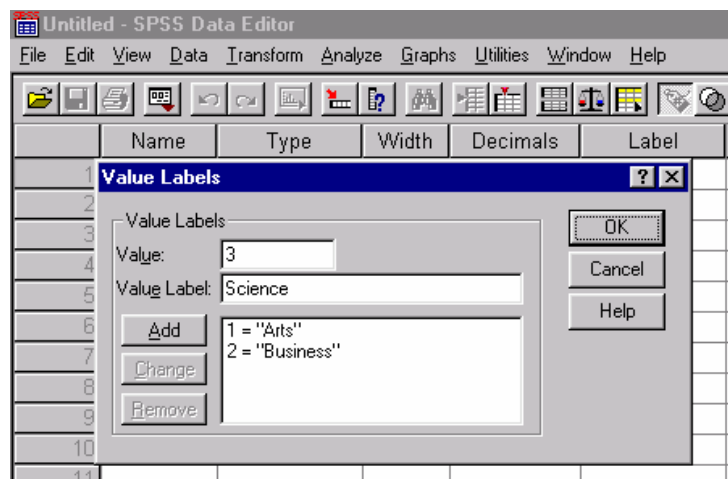 Untitled - SPSS Data Editor
File Edit View Data Transform Analyze Graphs Utilities Window Help
Name Type Width Decimals Label
1
Value Labels
2
3
4
5
6
7
8
9
10
11
Value Labels
Value: 3
Value Label: Science
Add
Change
Remove
1 = "Arts"
2 = "Business"
OK
Cancel
Help